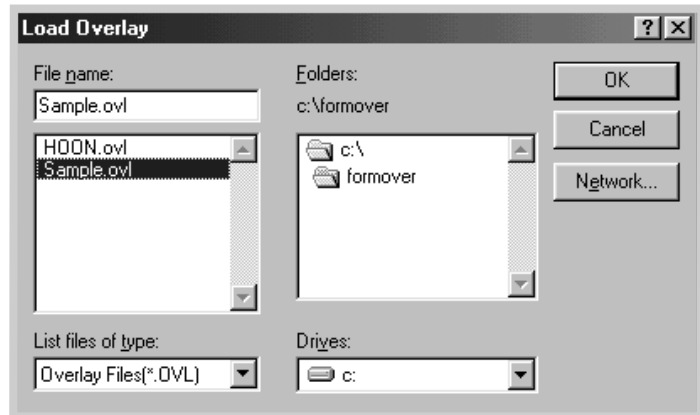 Load Overlay
File name:
Sample.ovl
HOON.ovl
Sample.ovl
List files of type:
Overlay Files(*.OVL)
Folders:
c:\formover
c:\
formover
Drives:
c:
OK
Cancel
Network...